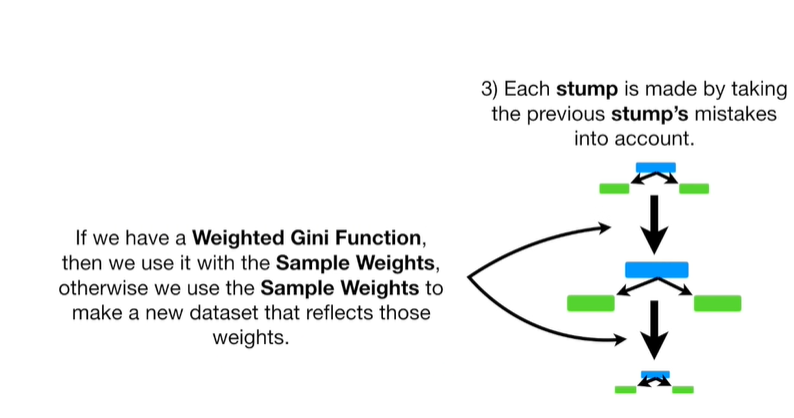 3) Each stump is made by taking
the previous stump's mistakes
into account.
If we have a Weighted Gini Function,
then we use it with the Sample Weights,
otherwise we use the Sample Weights to
make a new dataset that reflects those
weights.